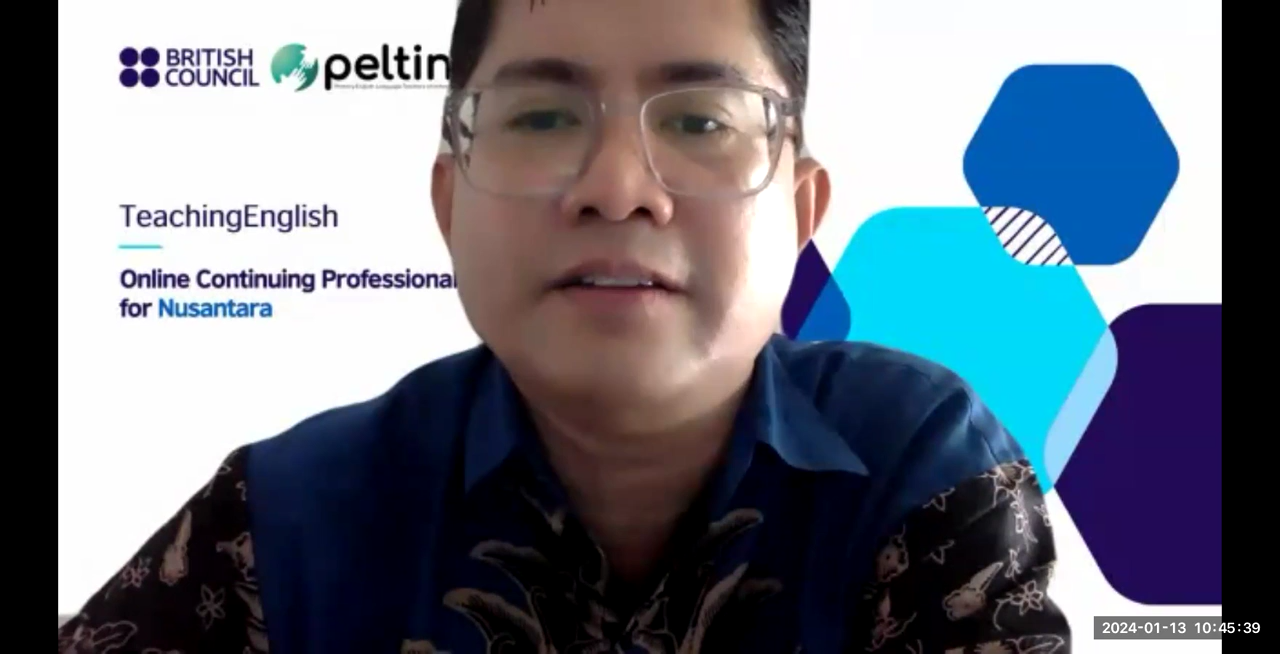 BRITISH
COUNCIL
peltin
TeachingEnglish
Online Continuing Professional
for Nusantara
2024-01-13 10:45:39